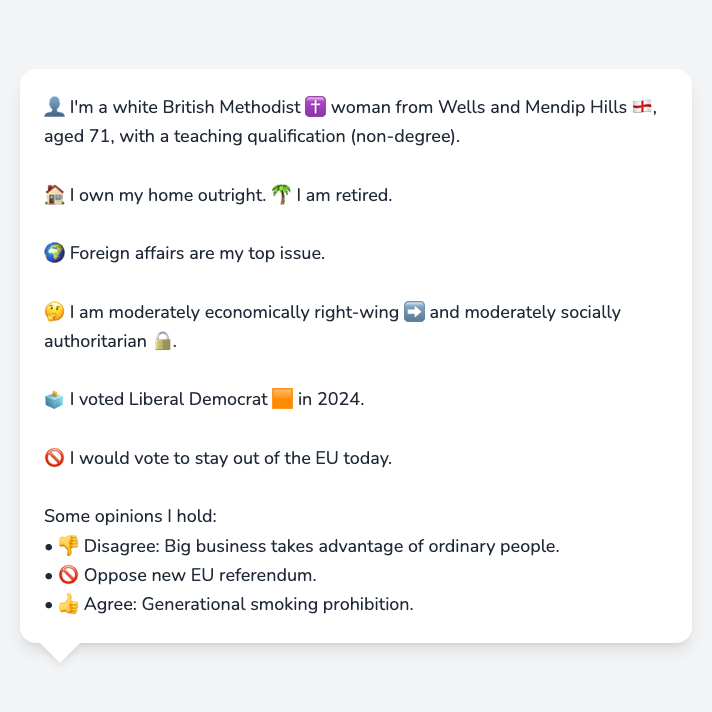 👤 I'm a white British Methodist ✝️ woman from Wells and Mendip Hills 🏴󠁧󠁢󠁥󠁮󠁧󠁿,
aged 71, with a teaching qualification (non-degree).
🏠 I own my home outright. 🌴 I am retired.
🌍 Foreign affairs are my top issue.
🤔 I am moderately economically right-wing ➡️ and moderately socially
authoritarian 🔒.
🗳️ I voted Liberal Democrat 🟧 in 2024.
🚫 I would vote to stay out of the EU today.
Some opinions I hold:
• 👎 Disagree: Big business takes advantage of ordinary people.
• 🚫 Oppose new EU referendum.
• 👍 Agree: Generational smoking prohibition.